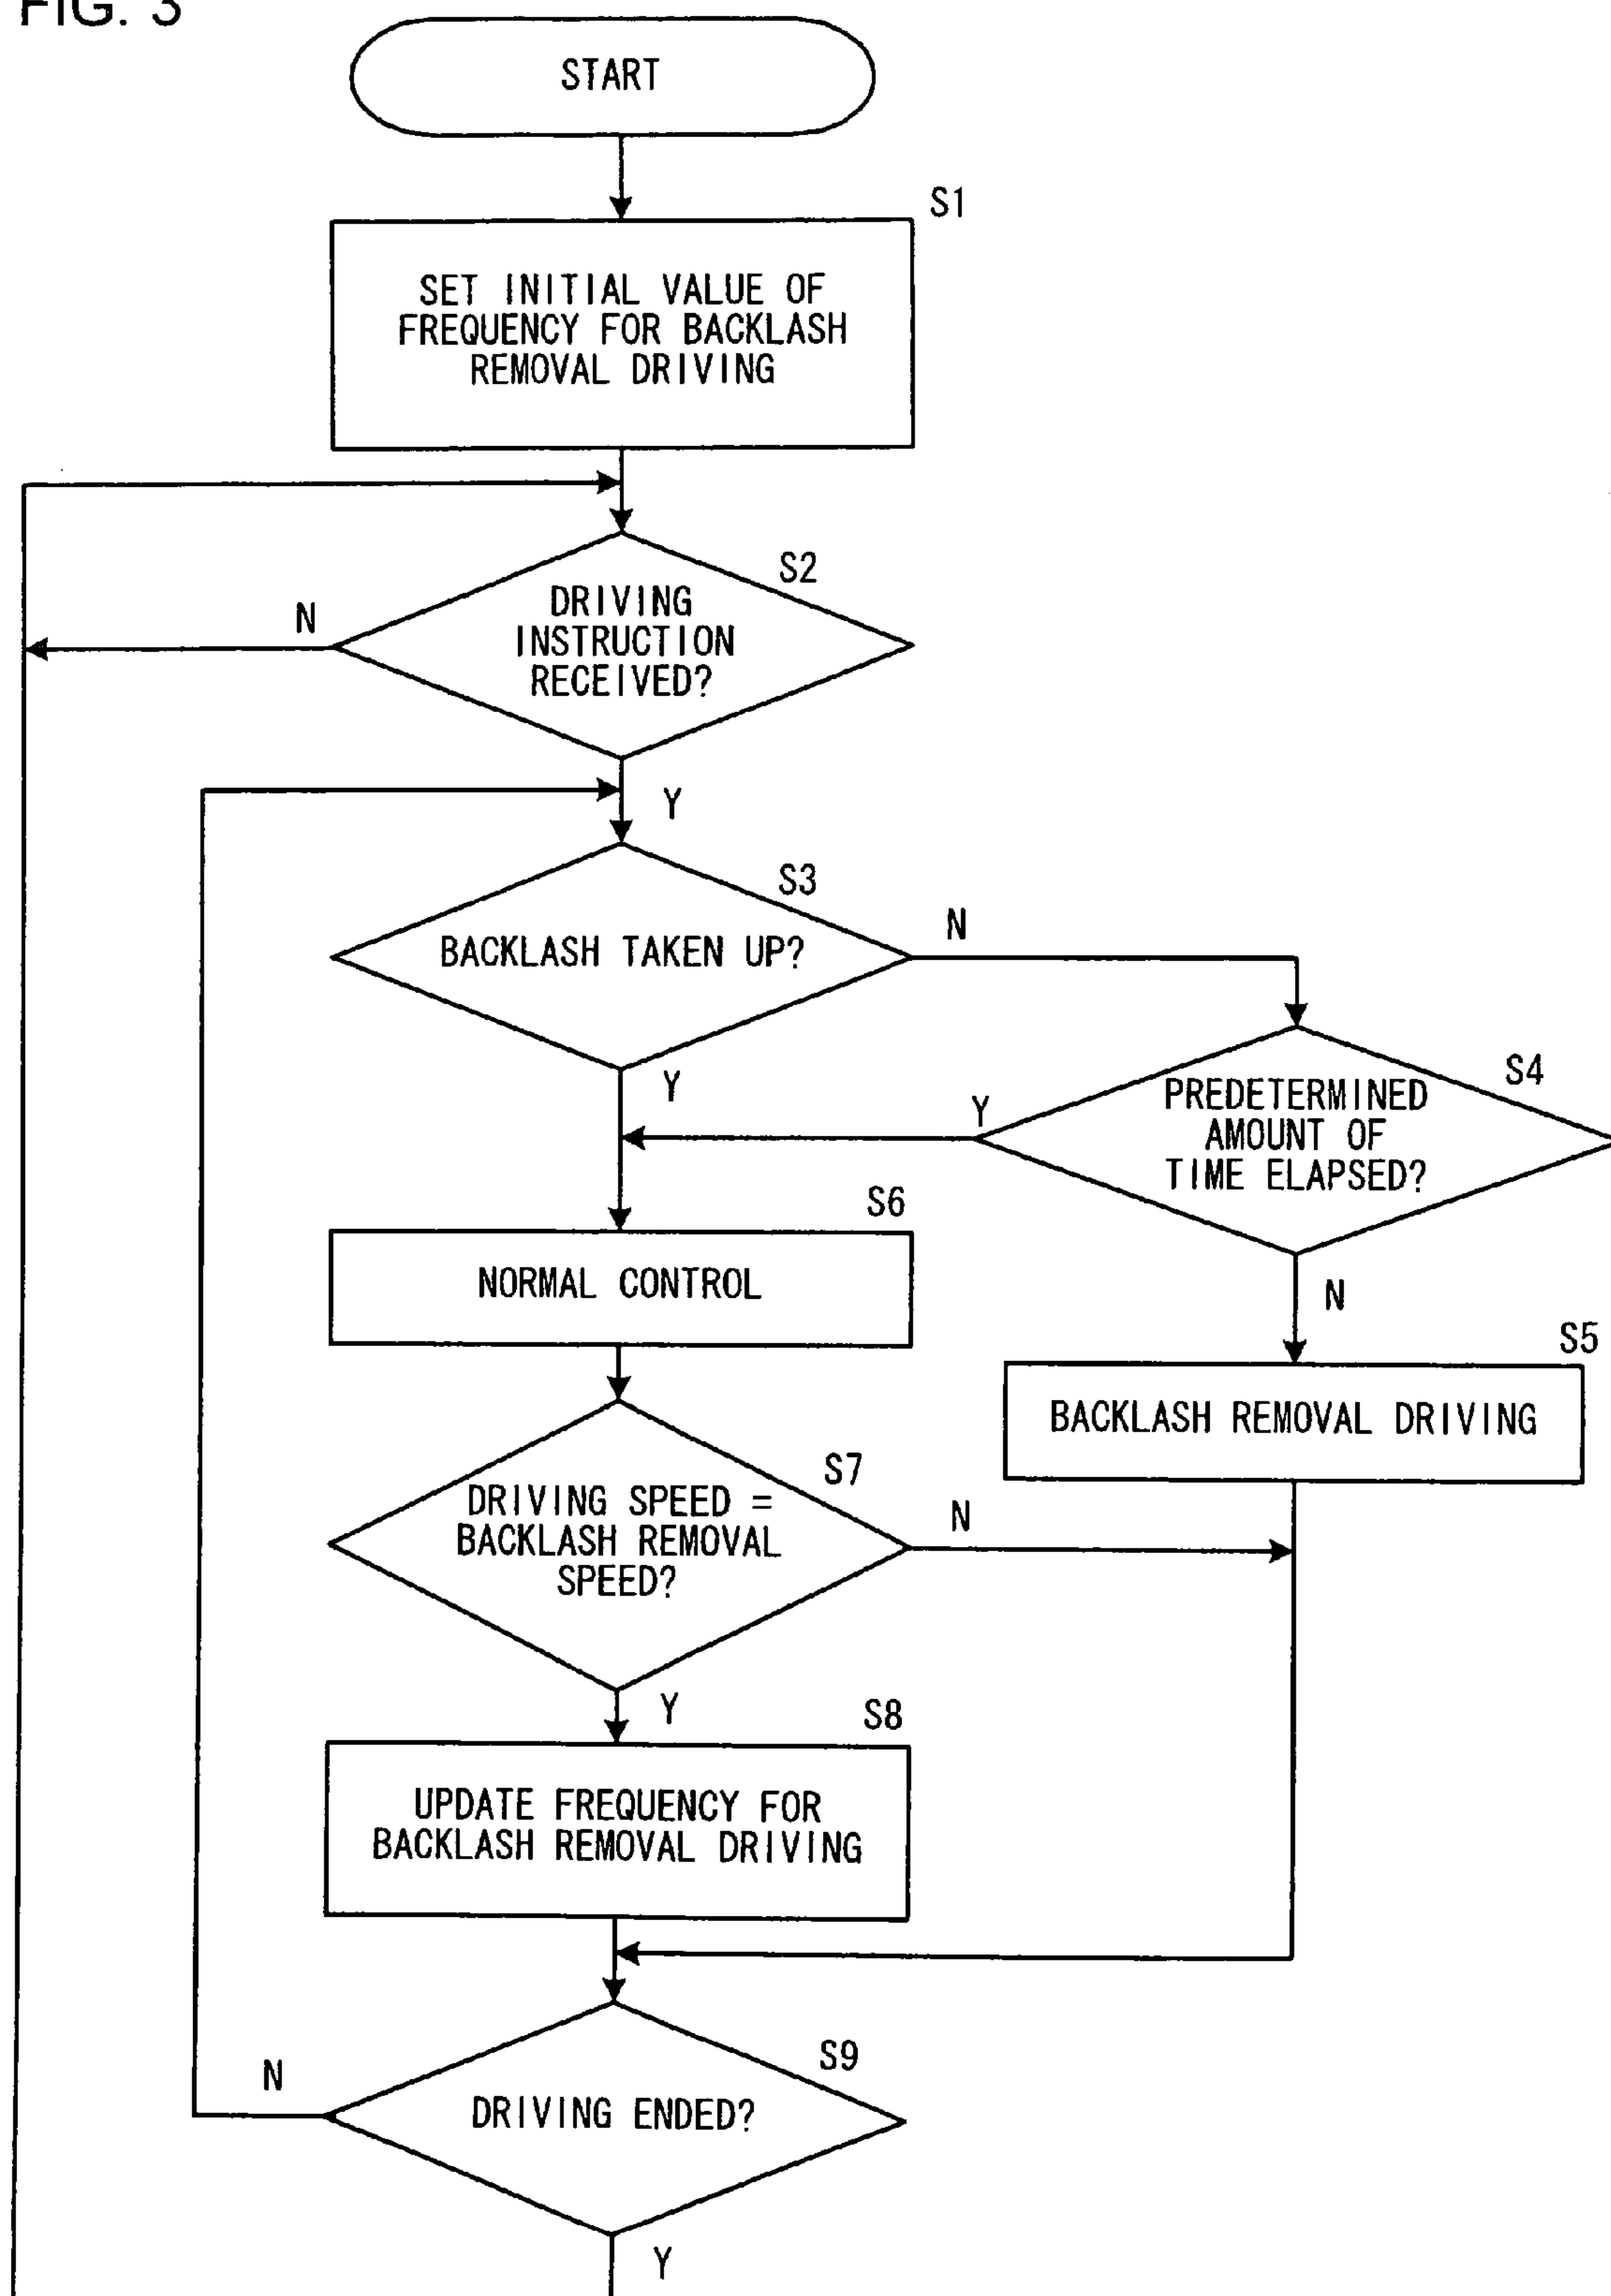 FIG. 3
START
S1
SET INITIAL VALUE OF
FREQUENCY FOR BACKLASH
REMOVAL DRIVING
S2
N
DRIVING
INSTRUCTION
RECEIVED?
Y
S3
BACKLASH TAKEN UP?
N
Y
S4
Y
PREDETERMINED
AMOUNT OF
TIME ELAPSED?
N
S6
NORMAL CONTROL
S5
BACKLASH REMOVAL DRIVING
S7
DRIVING SPEED =
BACKLASH REMOVAL
SPEED?
N
Y
S8
UPDATE FREQUENCY FOR
BACKLASH REMOVAL DRIVING
S9
N
DRIVING ENDED?
Y